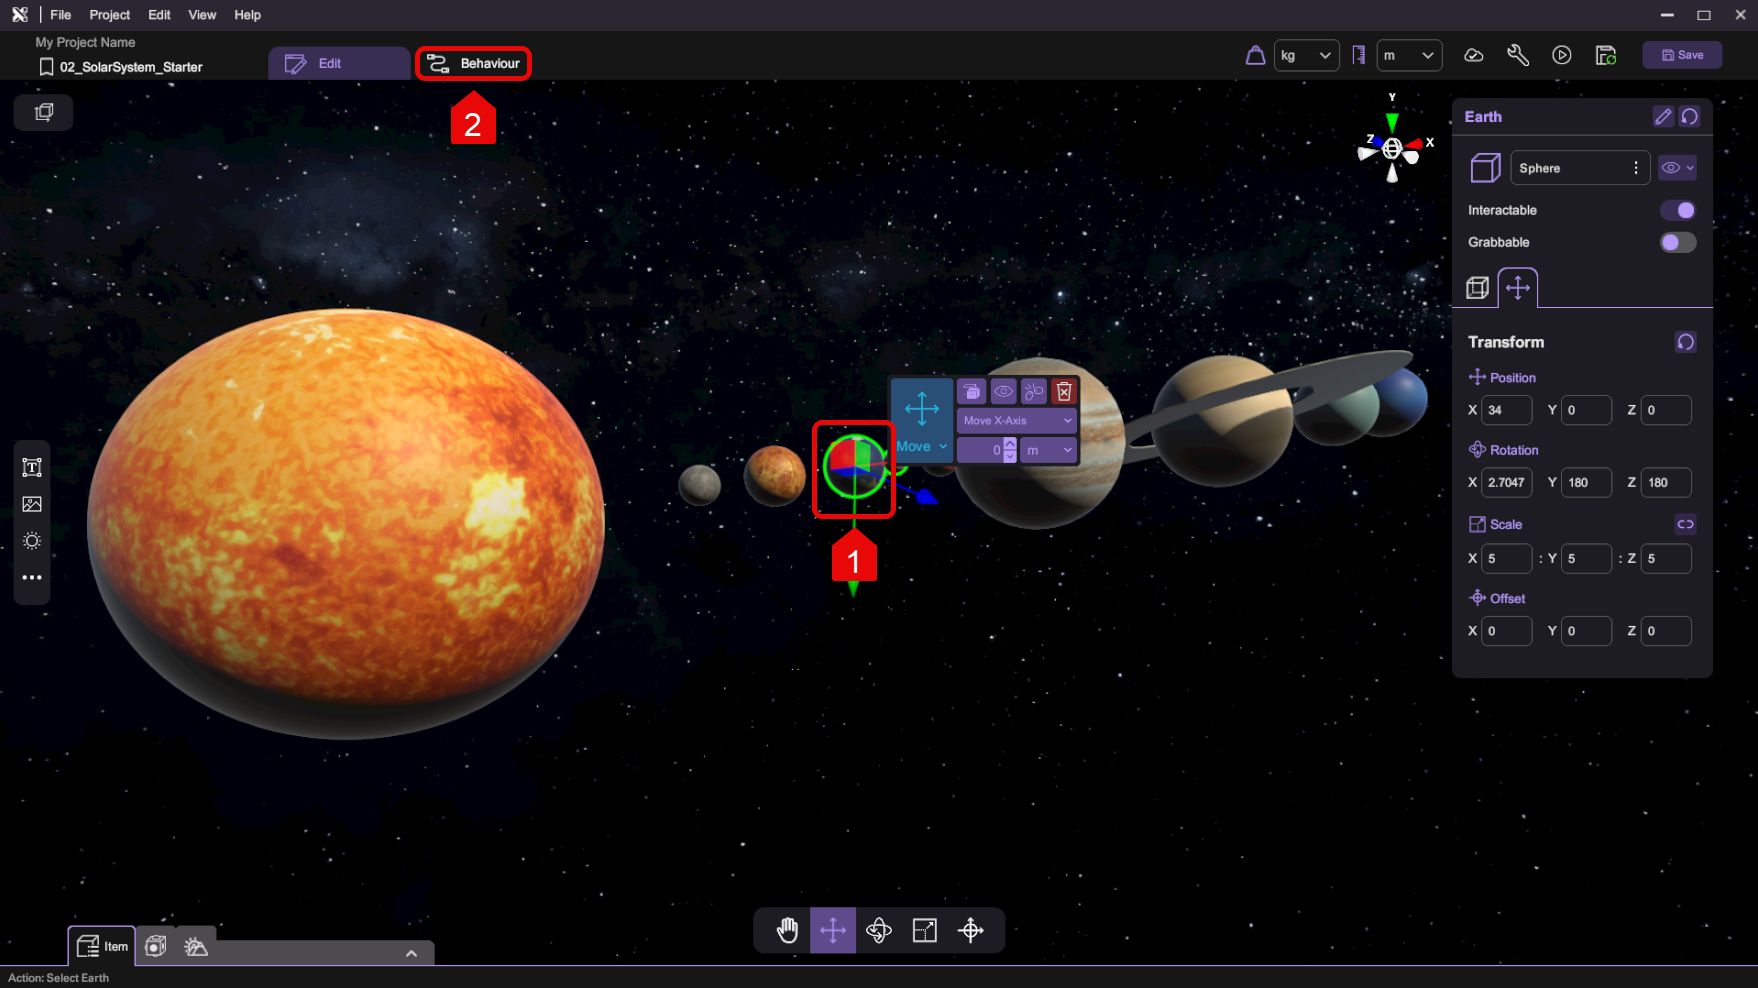 File Project Edit View Help
My Project Name
02_SolarSystem_Starter
Edit
Behaviour
kg
m
Save
2
Y
Z
X
Earth
Sphere
Interactable
Grabbable
Transform
Position
X 34 Y 0 Z 0
Rotation
X 2.7047 Y 180 Z 180
Scale
X 5 : Y 5 : Z 5
Offset
X 0 Y 0 Z 0
Move X-Axis
Move
0
m
1
T
Item
Action: Select Earth